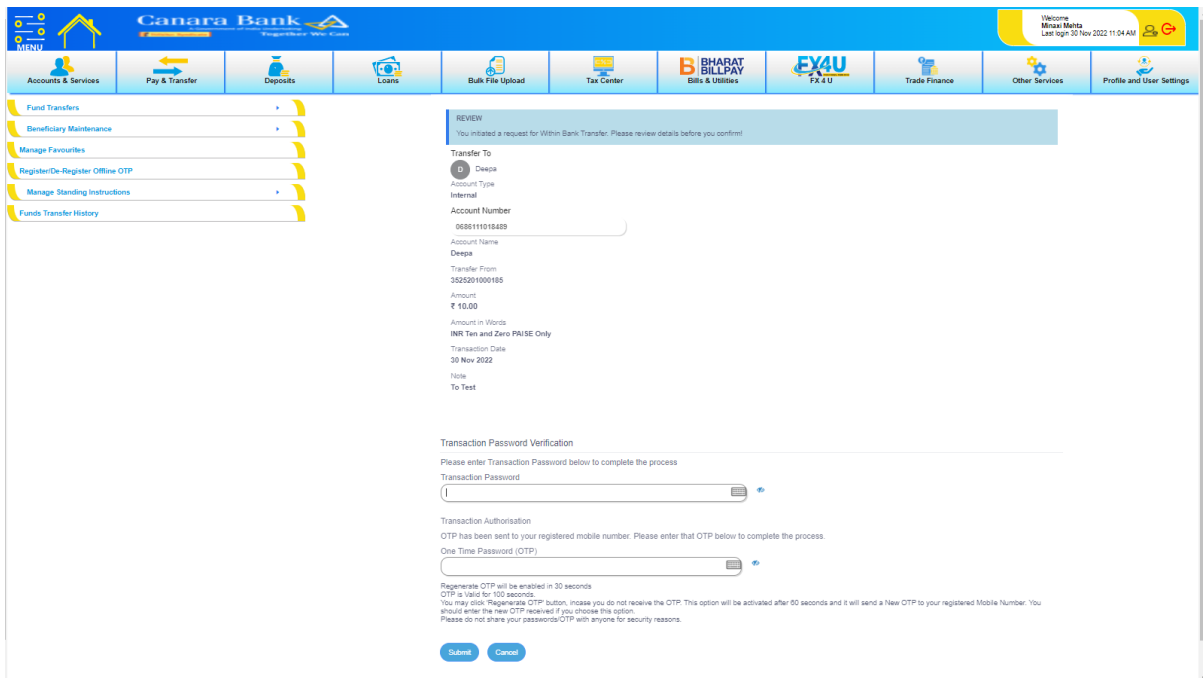 MENU
Canara Bank
Together We Can
Welcome
Minaxi Mehta
Last login 30 Nov 2022 11:04 AM
Accounts & Services
Pay & Transfer
Deposits
Loans
Bulk File Upload
Tax Center
BHARAT
BILLPAY
Bills & Utilities
FX4U
FX 4 U
Trade Finance
Other Services
Profile and User Settings
Fund Transfers
Beneficiary Maintenance
Manage Favourites
Register/De-Register Offline OTP
Manage Standing Instructions
Funds Transfer History
REVIEW
You initiated a request for Within Bank Transfer. Please review details before you confirm!
Transfer To
D Deepa
Account Type
Internal
Account Number
0686111018489
Account Name
Deepa
Transfer From
3525201000185
Amount
₹ 10.00
Amount in Words
INR Ten and Zero PAISE Only
Transaction Date
30 Nov 2022
Note
To Test
Transaction Password Verification
Please enter Transaction Password below to complete the process
Transaction Password
Transaction Authorisation
OTP has been sent to your registered mobile number. Please enter that OTP below to complete the process.
One Time Password (OTP)
Regenerate OTP will be enabled in 30 seconds
OTP is Valid for 100 seconds.
You may click 'Regenerate OTP' button, incase you do not receive the OTP. This option will be activated after 60 seconds and it will send a New OTP to your registered Mobile Number. You
should enter the new OTP received if you choose this option.
Please do not share your passwords/OTP with anyone for security reasons.
Submit
Cancel